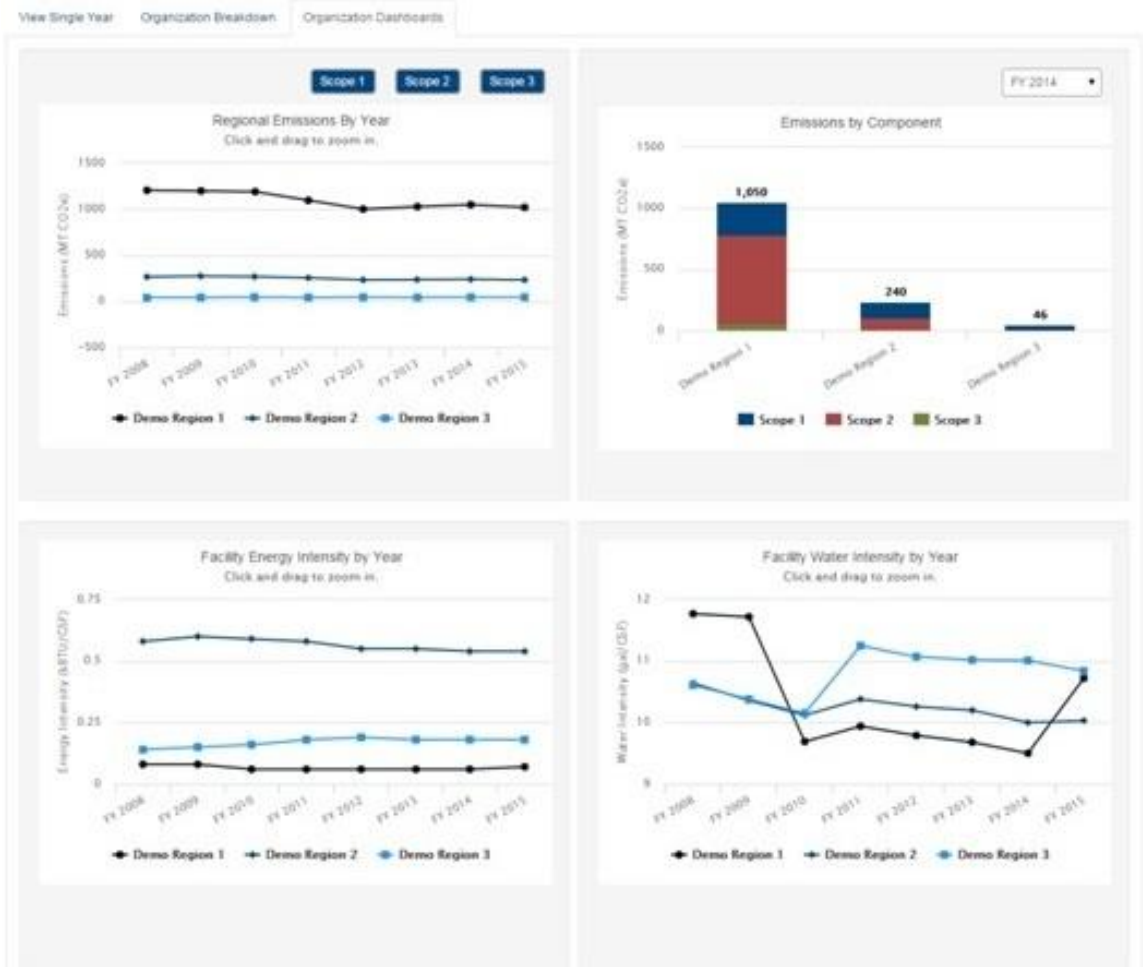 View Single Year Organization Breakdown Organization Dashboards
Scope 1 Scope 2 Scope 3
Regional Emissions By Year
Click and drag to zoom in.
Emissions (MT CO2e)
1500
1000
500
0
-500
FY 2008 FY 2009 FY 2010 FY 2011 FY 2012 FY 2013 FY 2014 FY 2015
Demo Region 1 Demo Region 2 Demo Region 3
FY 2014
Emissions by Component
Emissions (MT CO2e)
1500
1000
500
0
1,050
240
46
Demo Region 1 Demo Region 2 Demo Region 3
Scope 1 Scope 2 Scope 3
Facility Energy Intensity by Year
Click and drag to zoom in.
Energy Intensity (kBTU/GSF)
0.75
0.5
0.25
0
FY 2008 FY 2009 FY 2010 FY 2011 FY 2012 FY 2013 FY 2014 FY 2015
Demo Region 1 Demo Region 2 Demo Region 3
Facility Water Intensity by Year
Click and drag to zoom in.
Water Intensity (gal/GSF)
12
11
10
9
FY 2008 FY 2009 FY 2010 FY 2011 FY 2012 FY 2013 FY 2014 FY 2015
Demo Region 1 Demo Region 2 Demo Region 3